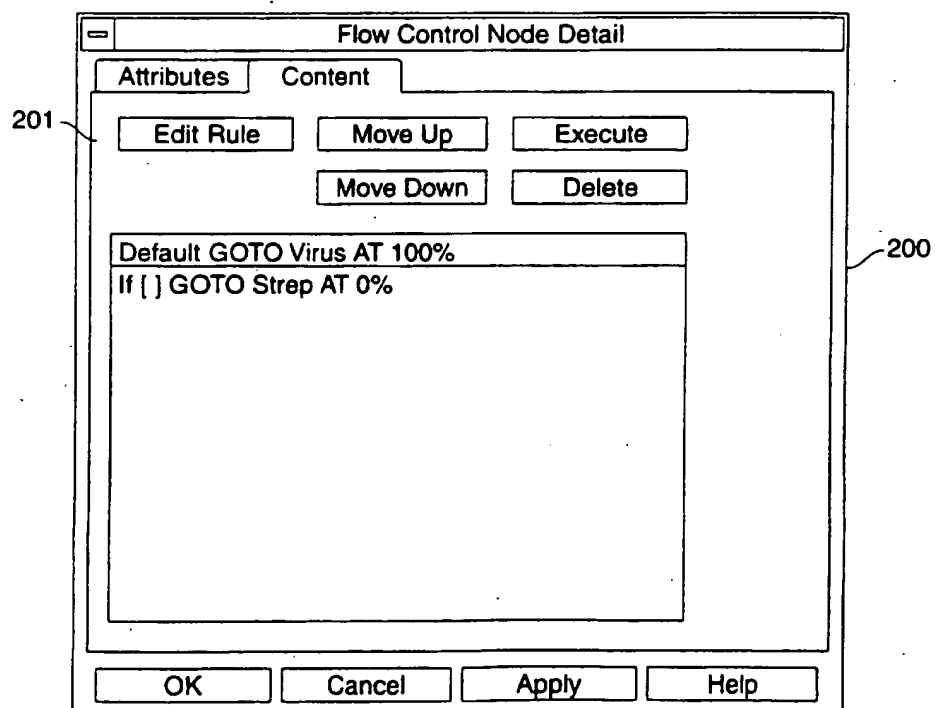 Flow Control Node Detail
Attributes Content
201
Edit Rule Move Up Execute
Move Down Delete
Default GOTO Virus AT 100%
200
If [ ] GOTO Strep AT 0%
OK Cancel Apply Help